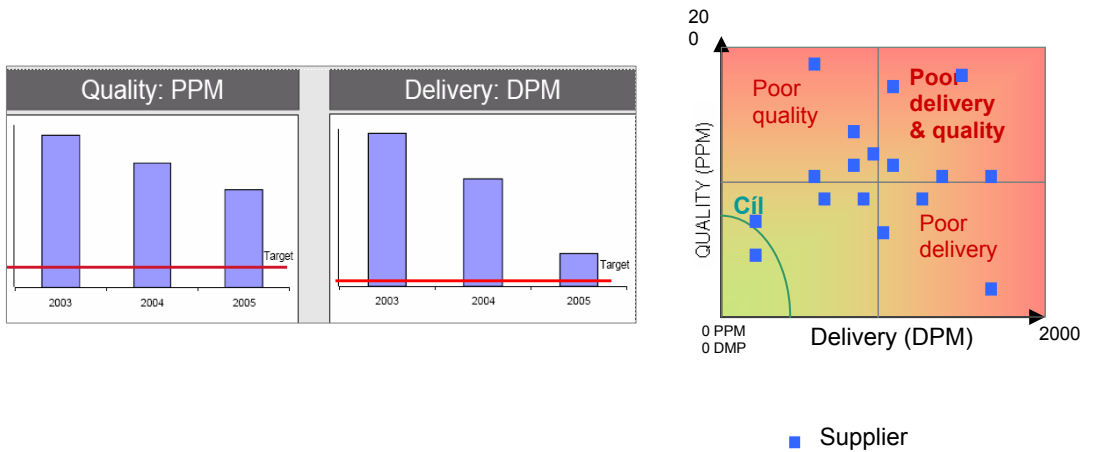 Quality: PPM
Target
2003 2004 2005
Delivery: DPM
Target
2003 2004 2005
20
0
QUALITY (PPM)
Poor
quality
Poor
delivery
& quality
Cíl
Poor
delivery
0 PPM
0 DMP
Delivery (DPM)
2000
Supplier